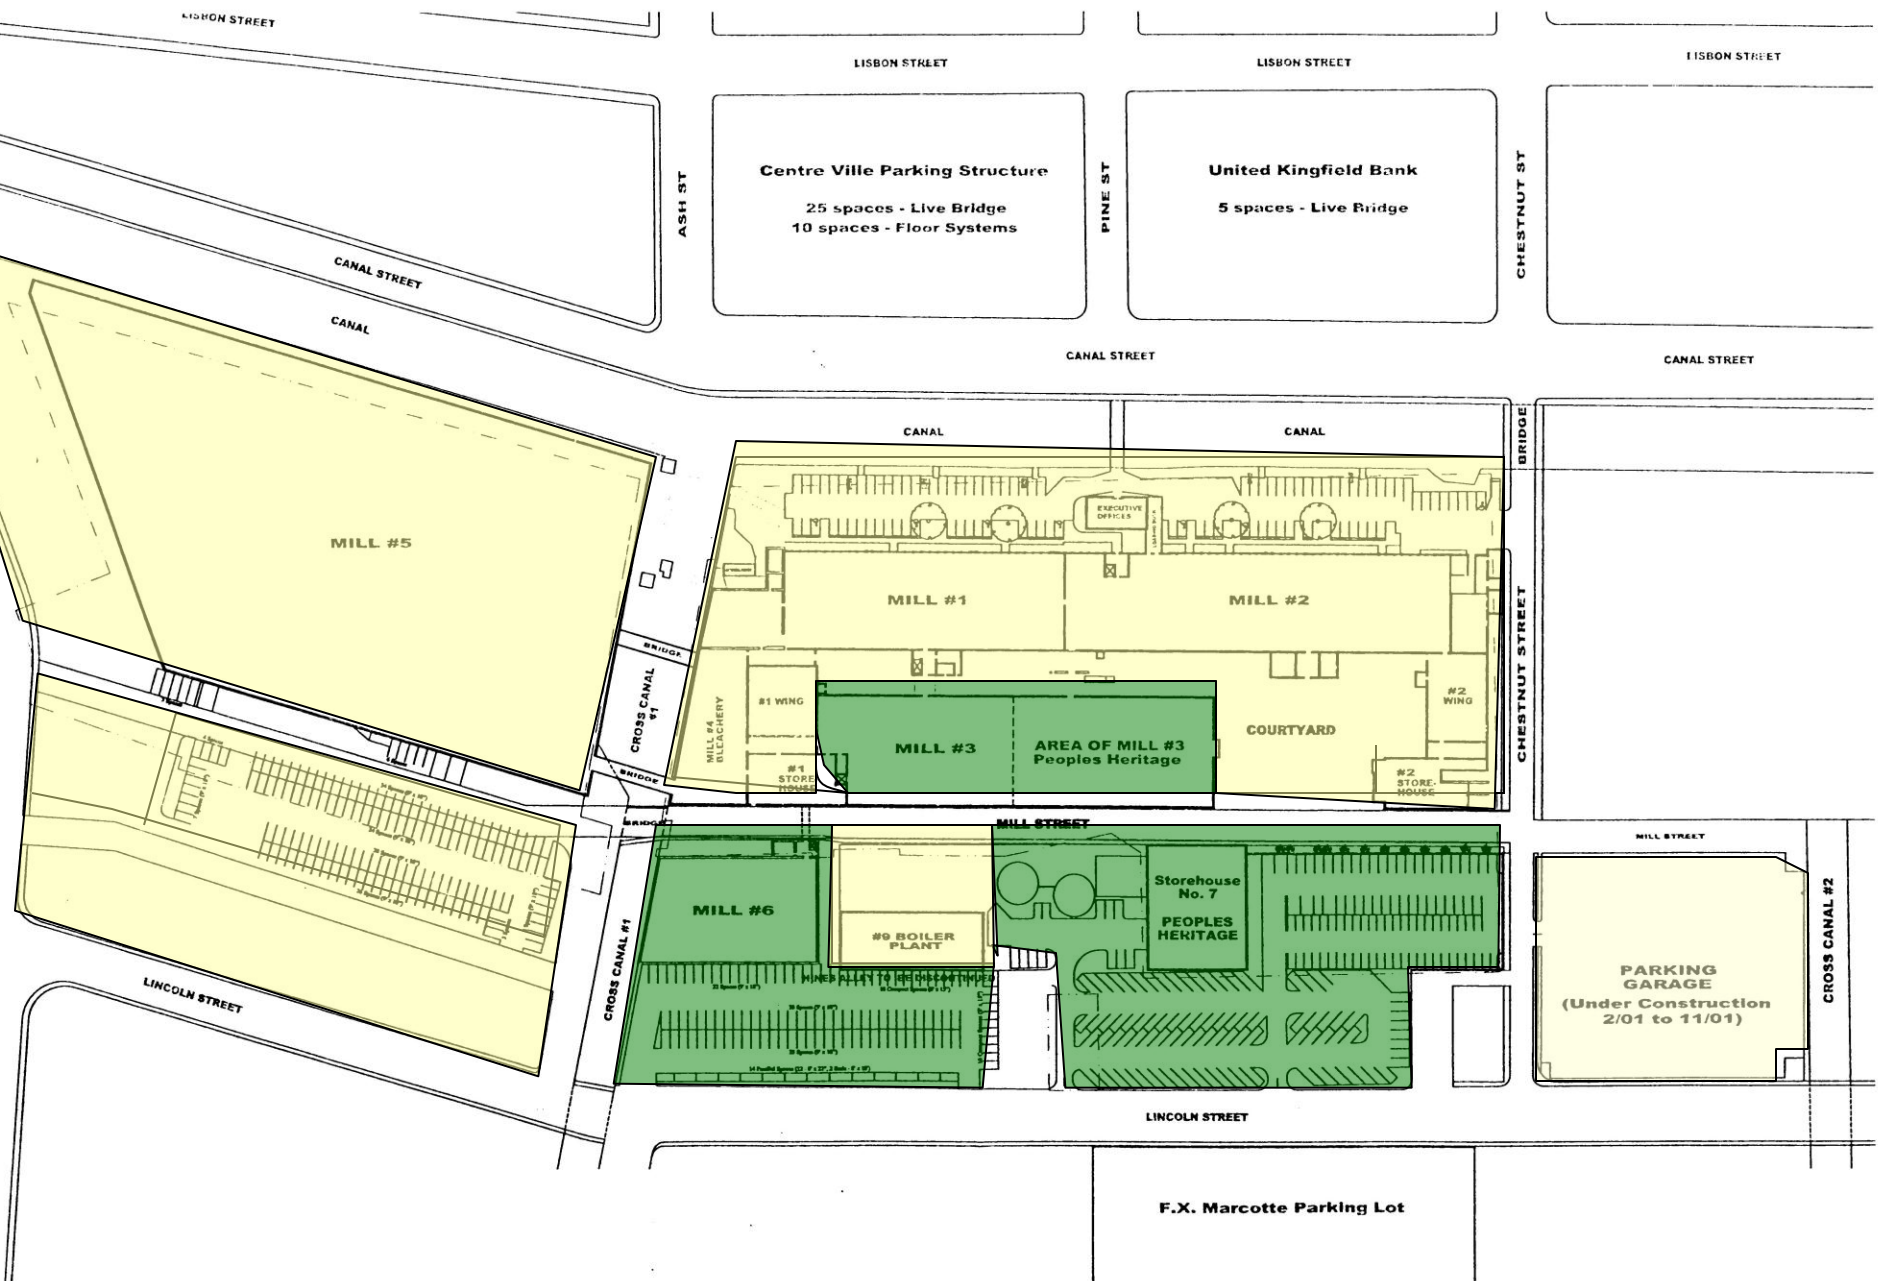 LISBON STREET
LISBON STREET
LISBON STREET
LISBON STREET
ASH ST
Centre Ville Parking Structure
25 spaces - Live Bridge
10 spaces - Floor Systems
PINE ST
United Kingfield Bank
5 spaces - Live Bridge
CHESTNUT ST
CANAL STREET
CANAL
CANAL STREET
CANAL STREET
CANAL
CANAL
BRIDGE
EXECUTIVE
OFFICES
MILL #5
MILL #1
MILL #2
BRIDGE
CROSS CANAL
#1
MILL #4
BLEACHERY
#1 WING
#2
WING
COURTYARD
CHESTNUT STREET
MILL #3
AREA OF MILL #3
Peoples Heritage
#1
STORE
HOUSE
#2
STORE-
HOUSE
BRIDGE
BRIDGE
MILL STREET
MILL STREET
MILL #6
#9 BOILER
PLANT
Storehouse
No. 7
PEOPLES
HERITAGE
HINES ALLEY TO BE DISCONTINUED
CROSS CANAL #1
PARKING
GARAGE
(Under Construction
2/01 to 11/01)
CROSS CANAL #2
LINCOLN STREET
LINCOLN STREET
F.X. Marcotte Parking Lot